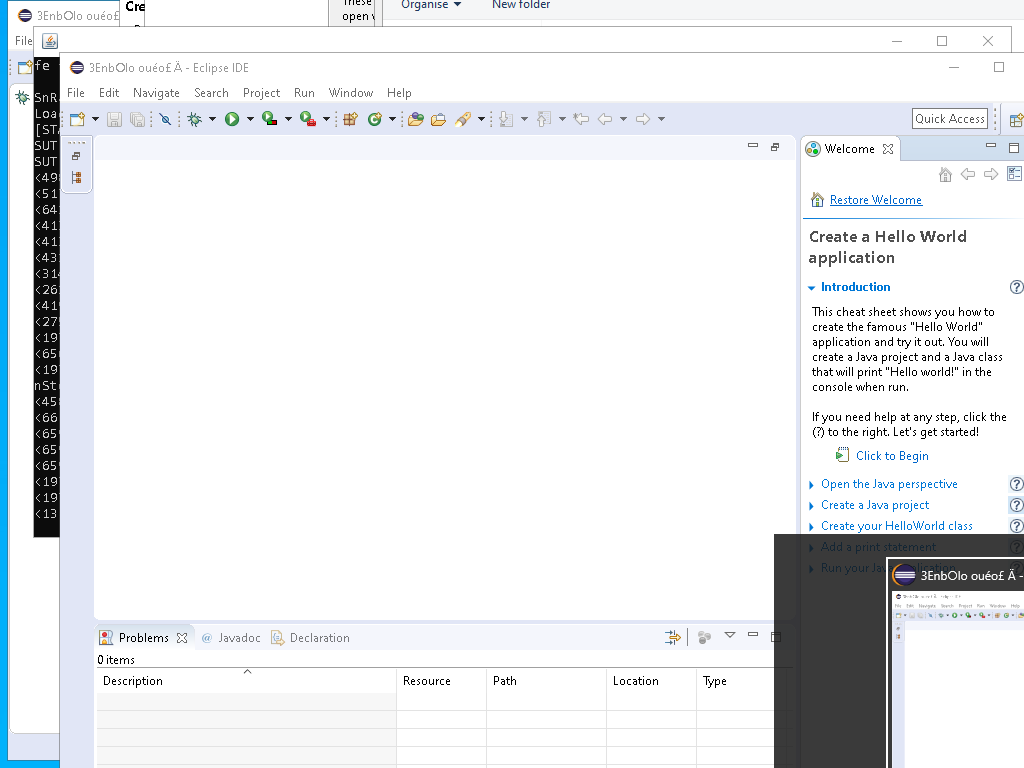 3EnbOlo ouéo£
Cre
These
open
Organise
New folder
File
fe
SnR
Loa
[STA
SUT
SUT
<49
<51
<64
<41
<41
<43
<314
<26
<419
<27
<19
<65
<19
nSt
<45
<66
<65
<65
<65
<19
<19
<13
3EnbOlo ouéo£ Ä - Eclipse IDE
File Edit Navigate Search Project Run Window Help
Quick Access
Welcome
Restore Welcome
Create a Hello World
application
Introduction
This cheat sheet shows you how to
create the famous "Hello World"
application and try it out. You will
create a Java project and a Java class
that will print "Hello world!" in the
console when run.
If you need help at any step, click the
(?) to the right. Let's get started!
Click to Begin
Open the Java perspective
Create a Java project
Create your HelloWorld class
Add a print statement
Run your Java application
3EnbOlo ouéo£ Ä -
Problems @ Javadoc Declaration
0 items
Description Resource Path Location Type